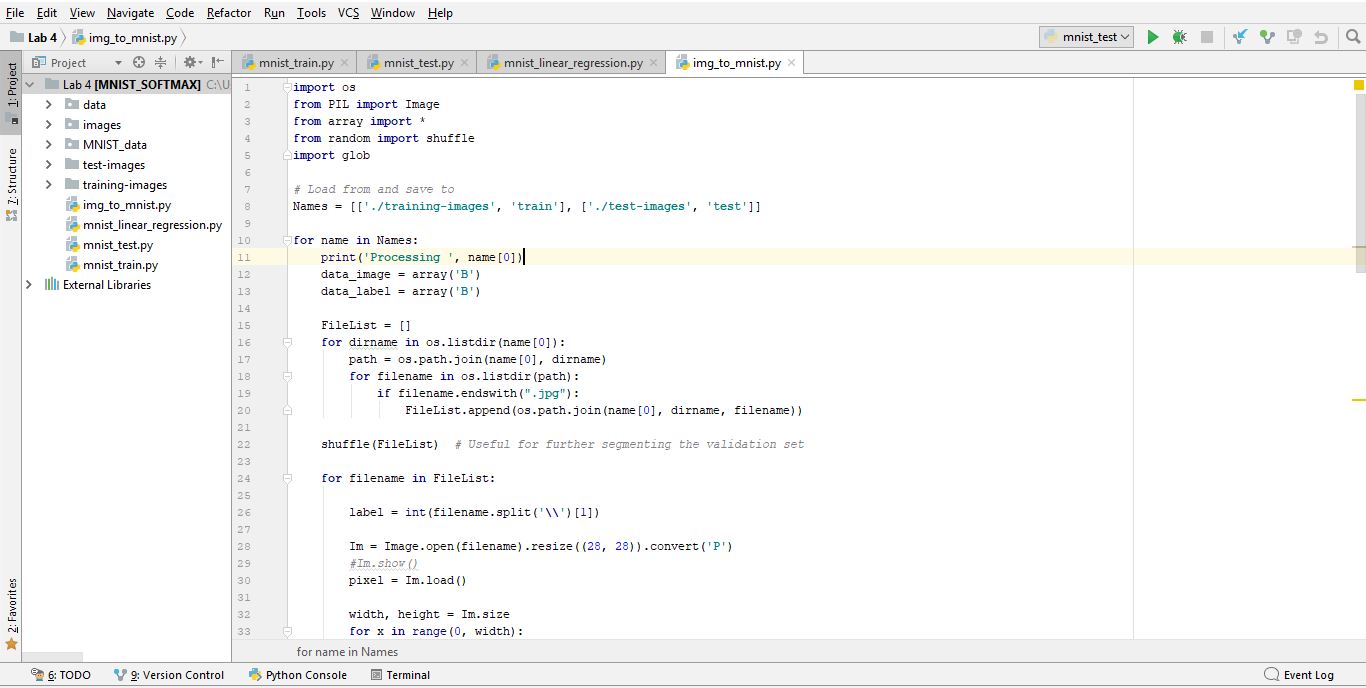 File Edit View Navigate Code Refactor Run Tools VCS Window Help
Lab 4 img_to_mnist.py mnist_test
1: Project
Z: Structure
2: Favorites
Project
Lab 4 [MNIST_SOFTMAX] C:\U
data
images
MNIST_data
test-images
training-images
img_to_mnist.py
mnist_linear_regression.py
mnist_test.py
mnist_train.py
External Libraries
mnist_train.py mnist_test.py mnist_linear_regression.py img_to_mnist.py
1 import os
2 from PIL import Image
3 from array import *
4 from random import shuffle
5 import glob
6
7 # Load from and save to
8 Names = [['./training-images', 'train'], ['./test-images', 'test']]
9
10 for name in Names:
11     print('Processing ', name[0])
12     data_image = array('B')
13     data_label = array('B')
14
15     FileList = []
16     for dirname in os.listdir(name[0]):
17         path = os.path.join(name[0], dirname)
18         for filename in os.listdir(path):
19             if filename.endswith(".jpg"):
20                 FileList.append(os.path.join(name[0], dirname, filename))
21
22     shuffle(FileList)  # Useful for further segmenting the validation set
23
24     for filename in FileList:
25
26         label = int(filename.split('\\')[1])
27
28         Im = Image.open(filename).resize((28, 28)).convert('P')
29         #Im.show()
30         pixel = Im.load()
31
32         width, height = Im.size
33         for x in range(0, width):
for name in Names
6: TODO 9: Version Control Python Console Terminal Event Log